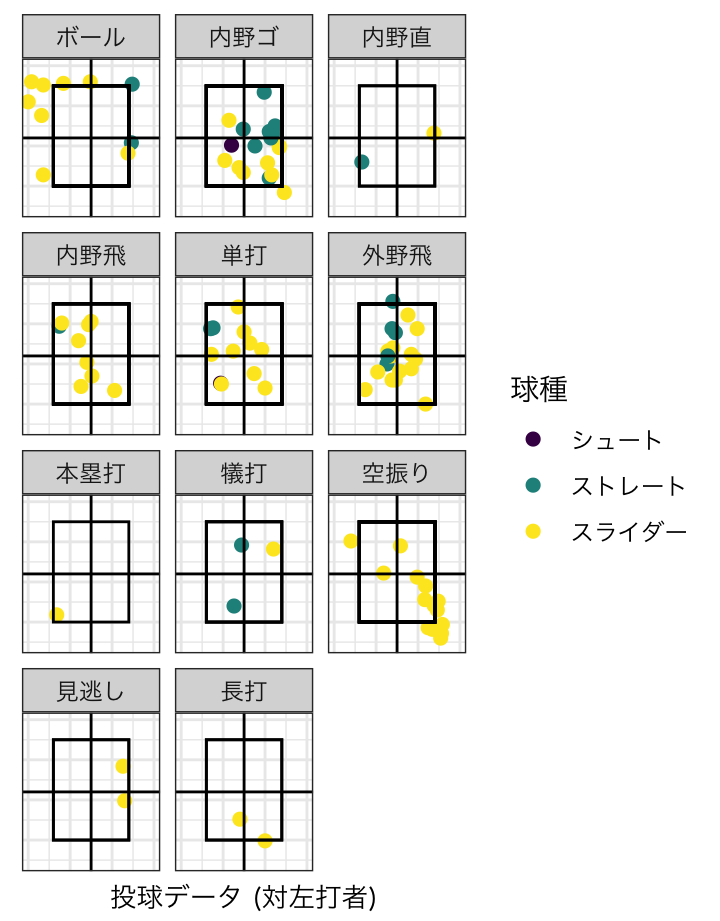 ボール
内野ゴ
内野直
内野飛
単打
外野飛
本塁打
犠打
空振り
見逃し
長打
球種
シュート
ストレート
スライダー
投球データ (対左打者)